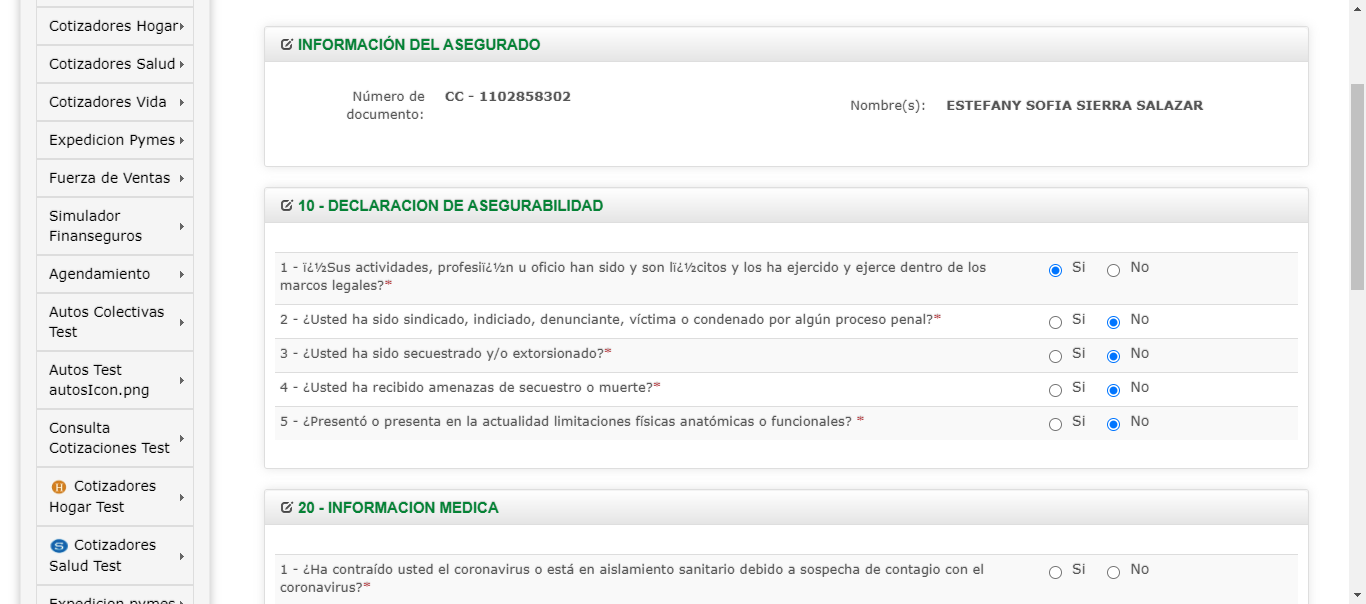 Cotizadores Hogar
Cotizadores Salud
Cotizadores Vida
Expedicion Pymes
Fuerza de Ventas
Simulador
Finanseguros
Agendamiento
Autos Colectivas
Test
Autos Test
autosIcon.png
Consulta
Cotizaciones Test
H Cotizadores
Hogar Test
S Cotizadores
Salud Test
Expedicion pymes
INFORMACIÓN DEL ASEGURADO
Número de
documento:
CC - 1102858302
Nombre(s): ESTEFANY SOFIA SIERRA SALAZAR
10 - DECLARACION DE ASEGURABILIDAD
1 - ï¿½Sus actividades, profesiï¿½n u oficio han sido y son lï¿½citos y los ha ejercido y ejerce dentro de los
marcos legales?*
Si No
2 - ¿Usted ha sido sindicado, indiciado, denunciante, víctima o condenado por algún proceso penal?* Si No
3 - ¿Usted ha sido secuestrado y/o extorsionado?* Si No
4 - ¿Usted ha recibido amenazas de secuestro o muerte?* Si No
5 - ¿Presentó o presenta en la actualidad limitaciones físicas anatómicas o funcionales? * Si No
20 - INFORMACION MEDICA
1 - ¿Ha contraído usted el coronavirus o está en aislamiento sanitario debido a sospecha de contagio con el
coronavirus?*
Si No